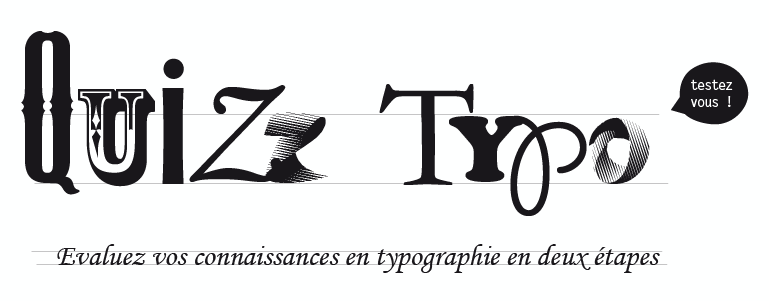 Quizz Typo
testez
vous !
Evaluez vos connaissances en typographie en deux étapes